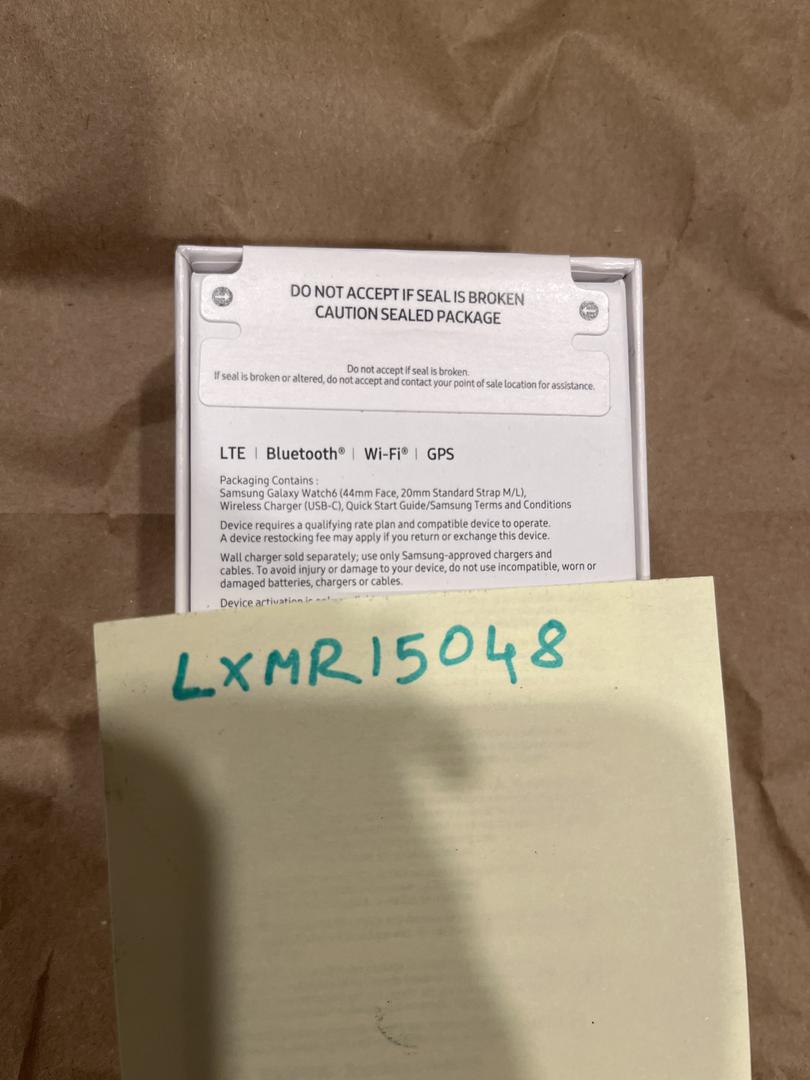 DO NOT ACCEPT IF SEAL IS BROKEN
CAUTION SEALED PACKAGE
Do not accept if seal is broken.
If seal is broken or altered, do not accept and contact your point of sale location for assistance.
LTE | Bluetooth® | Wi-Fi® | GPS
Packaging Contains :
Samsung Galaxy Watch6 (44mm Face, 20mm Standard Strap M/L),
Wireless Charger (USB-C), Quick Start Guide/Samsung Terms and Conditions
Device requires a qualifying rate plan and compatible device to operate.
A device restocking fee may apply if you return or exchange this device.
Wall charger sold separately; use only Samsung-approved chargers and
cables. To avoid injury or damage to your device, do not use incompatible, worn or
damaged batteries, chargers or cables.
Device activation is
LXMR15048